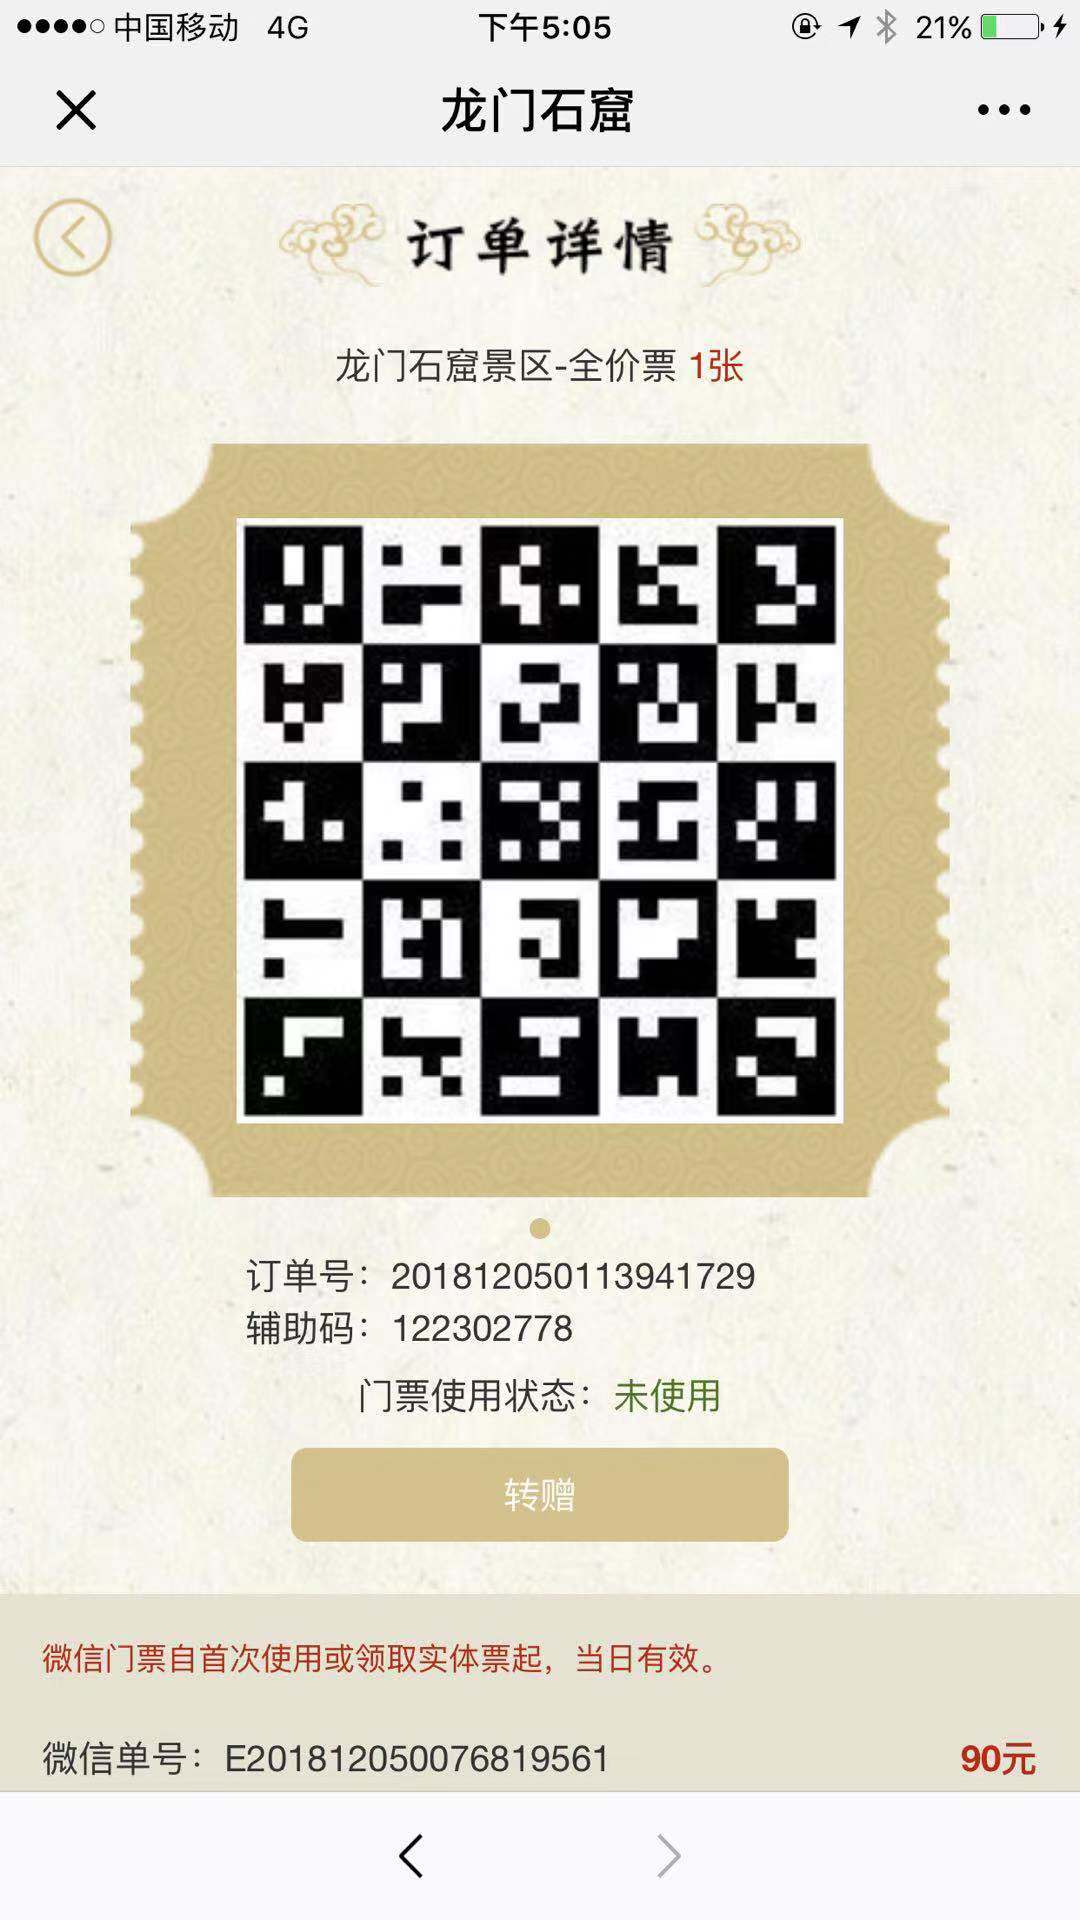 中国移动 4G 下午5:05 21%
龙门石窟
订单详情
龙门石窟景区-全价票 1张
订单号：201812050113941729
辅助码：122302778
门票使用状态：未使用
转赠
微信门票自首次使用或领取实体票起，当日有效。
微信单号：E201812050076819561 90元